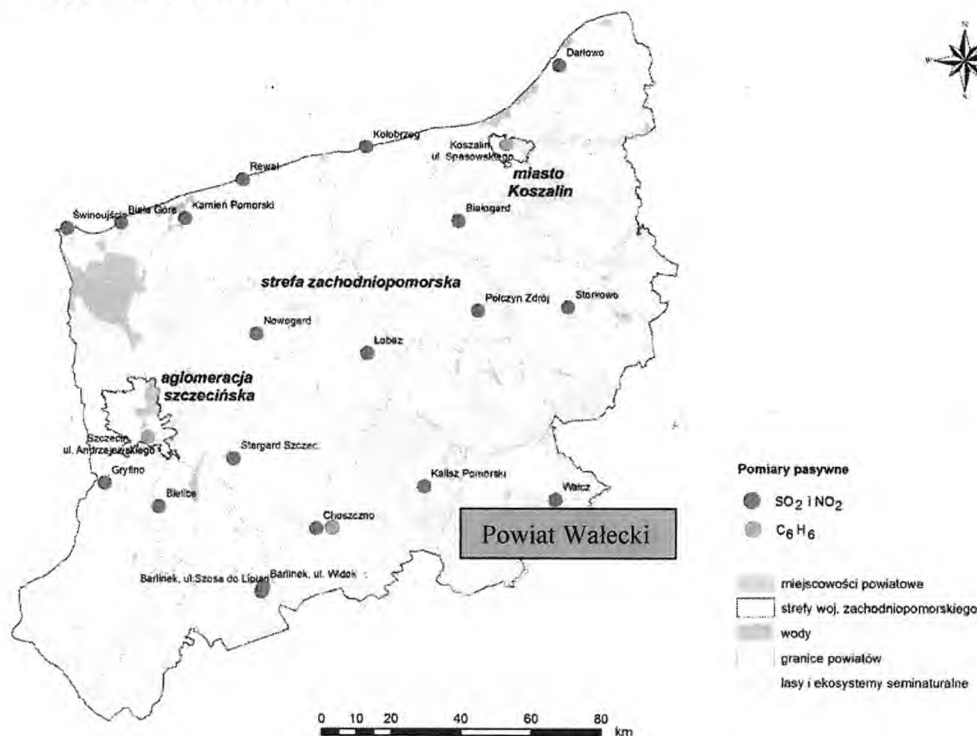 N
W
Darłowo
Kołobrzeg
Koszalin
ul. Spasowskiego
miasto
Koszalin
Rewal
Kamień Pomorski
Biała Góra
Świnoujście
Białogard
strefa zachodniopomorska
Połczyn Zdrój
Storkowo
Nowogard
Łobez
aglomeracja
szczecińska
Szczecin
ul. Andrzejewskiego
Stargard Szczec.
Gryfino
Bielice
Kalisz Pomorski
Wałcz
Choszczno
Powiat Wałecki
Barlinek, ul.Szosa do Lipian
Barlinek, ul. Widok
Pomiary pasywne
SO2 i NO2
C6H6
miejscowości powiatowe
strefy woj. zachodniopomorskiego
wody
granice powiatów
lasy i ekosystemy seminaturalne
0 10 20 40 60 80
km